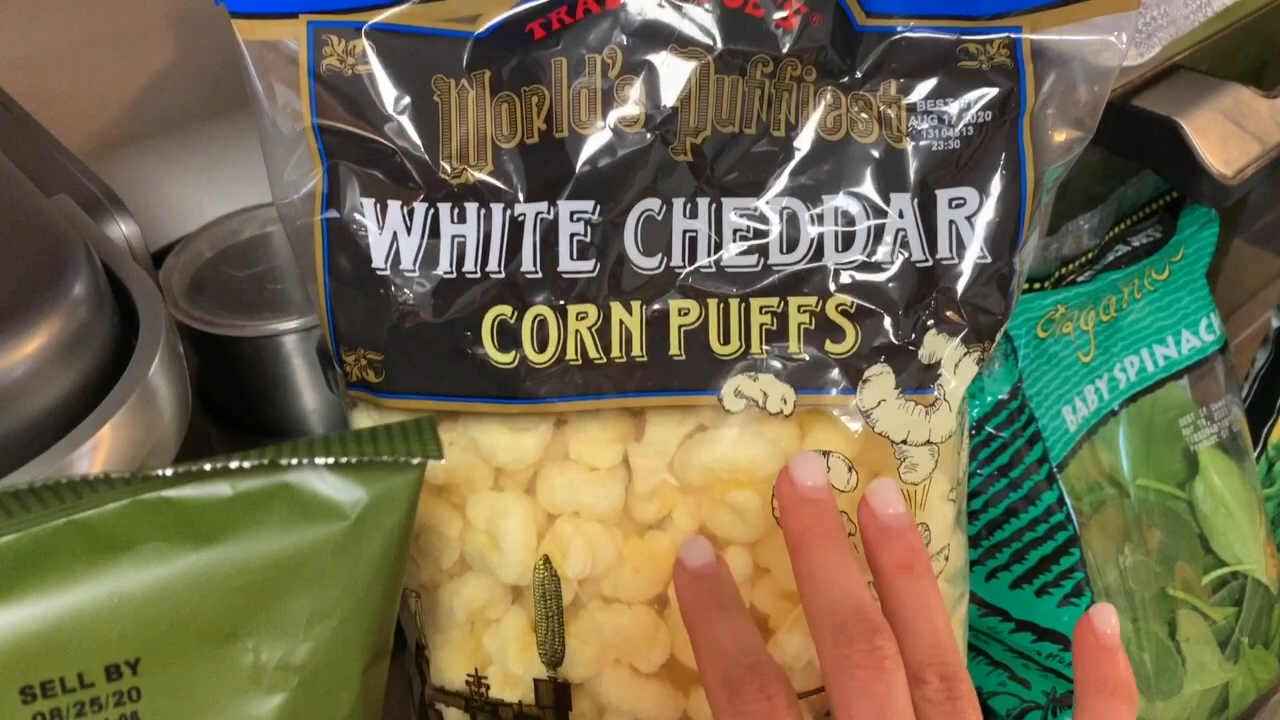 World's Puffiest
WHITE CHEDDAR
CORN PUFFS
BEST BY
AUG 17 2020
13104813
23:30
organic
BABY SPINACH
SELL BY
08/25/20